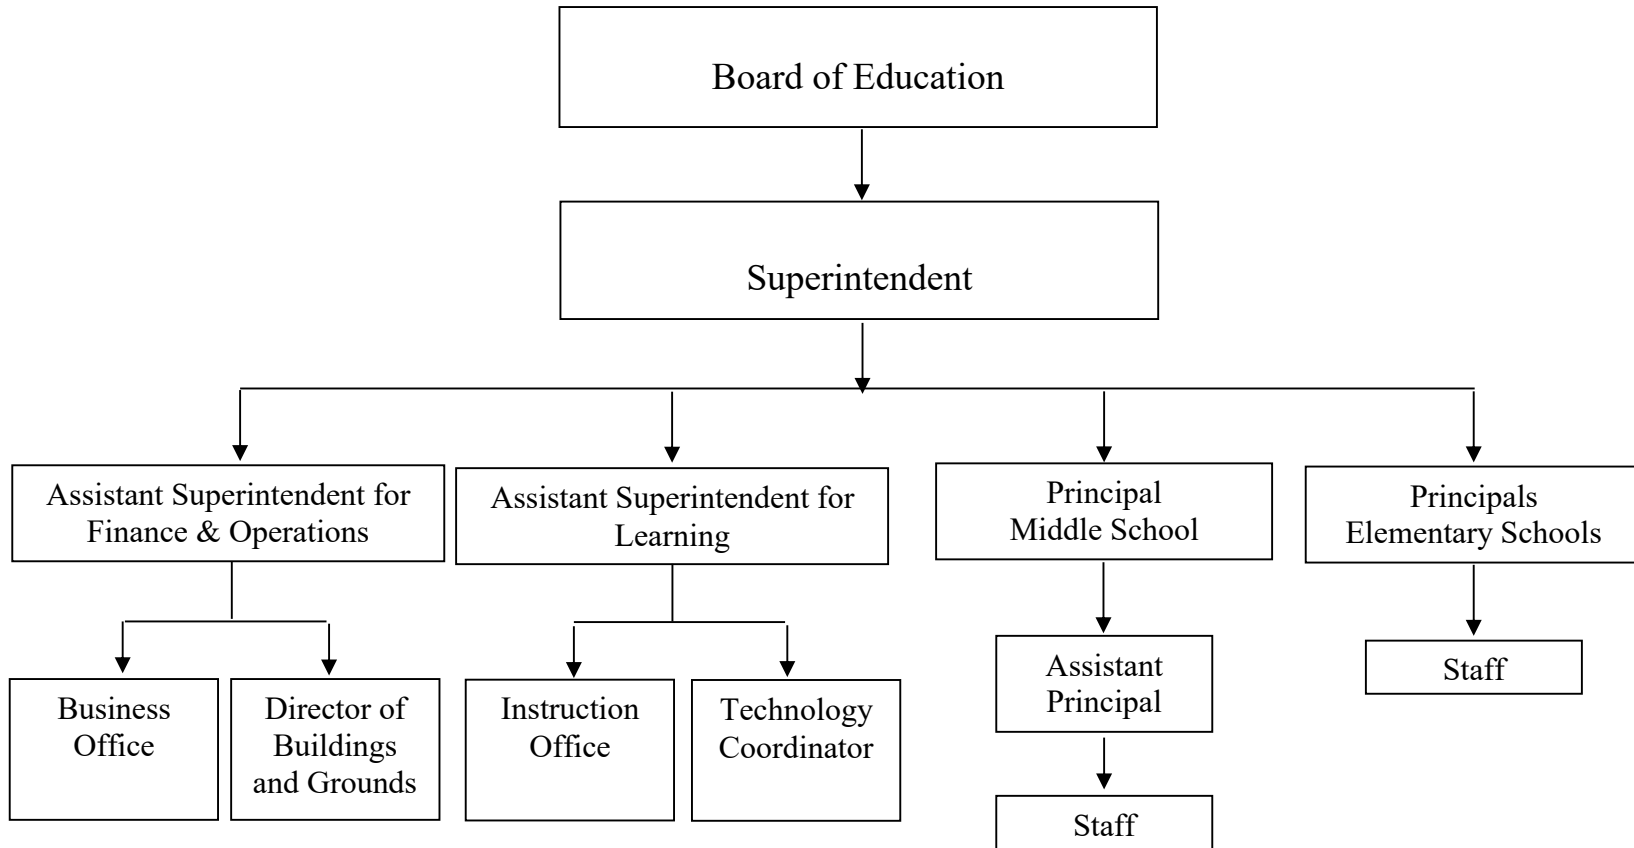 Board of Education
Superintendent
Assistant Superintendent for
Finance & Operations
Assistant Superintendent for
Learning
Principal
Middle School
Principals
Elementary Schools
Business
Office
Director of
Buildings
and Grounds
Instruction
Office
Technology
Coordinator
Assistant
Principal
Staff
Staff